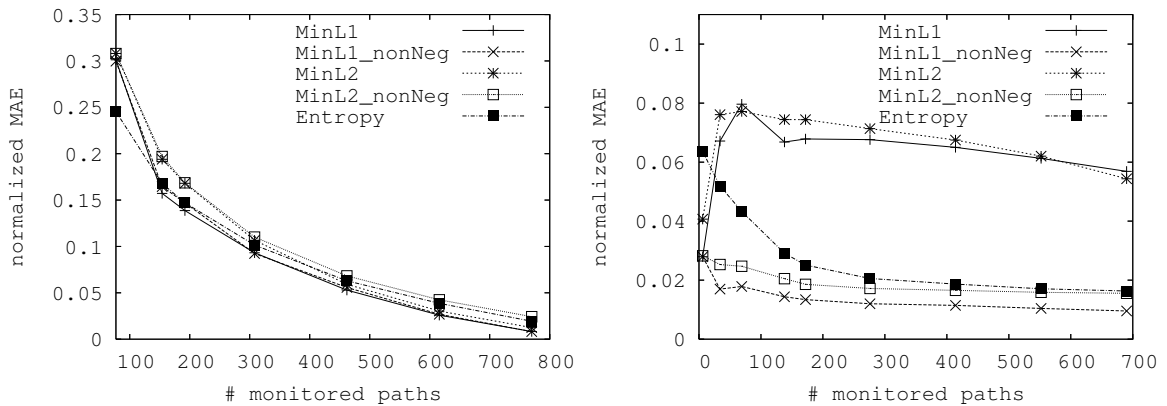 0.35
0.3
0.25
0.2
0.15
0.1
0.05
0
100 200 300 400 500 600 700 800
# monitored paths
normalized MAE
MinL1
MinL1_nonNeg
MinL2
MinL2_nonNeg
Entropy
0.1
0.08
0.06
0.04
0.02
0
0 100 200 300 400 500 600 700
# monitored paths
normalized MAE
MinL1
MinL1_nonNeg
MinL2
MinL2_nonNeg
Entropy